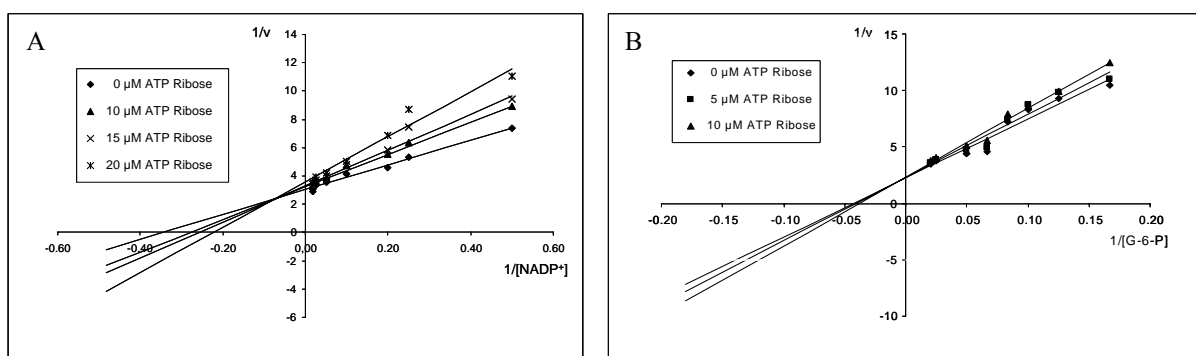 A
1/v
14
12
10
8
6
4
2
0
-2
-4
-6
-0.60
-0.40
-0.20
0.00
0.20
0.40
0.60
1/[NADP+]
0 µM ATP Ribose
10 µM ATP Ribose
15 µM ATP Ribose
20 µM ATP Ribose
B
1/v
15
10
5
0
-5
-10
-0.20
-0.15
-0.10
-0.05
0.00
0.05
0.10
0.15
0.20
1/[G-6-P]
0 µM ATP Ribose
5 µM ATP Ribose
10 µM ATP Ribose